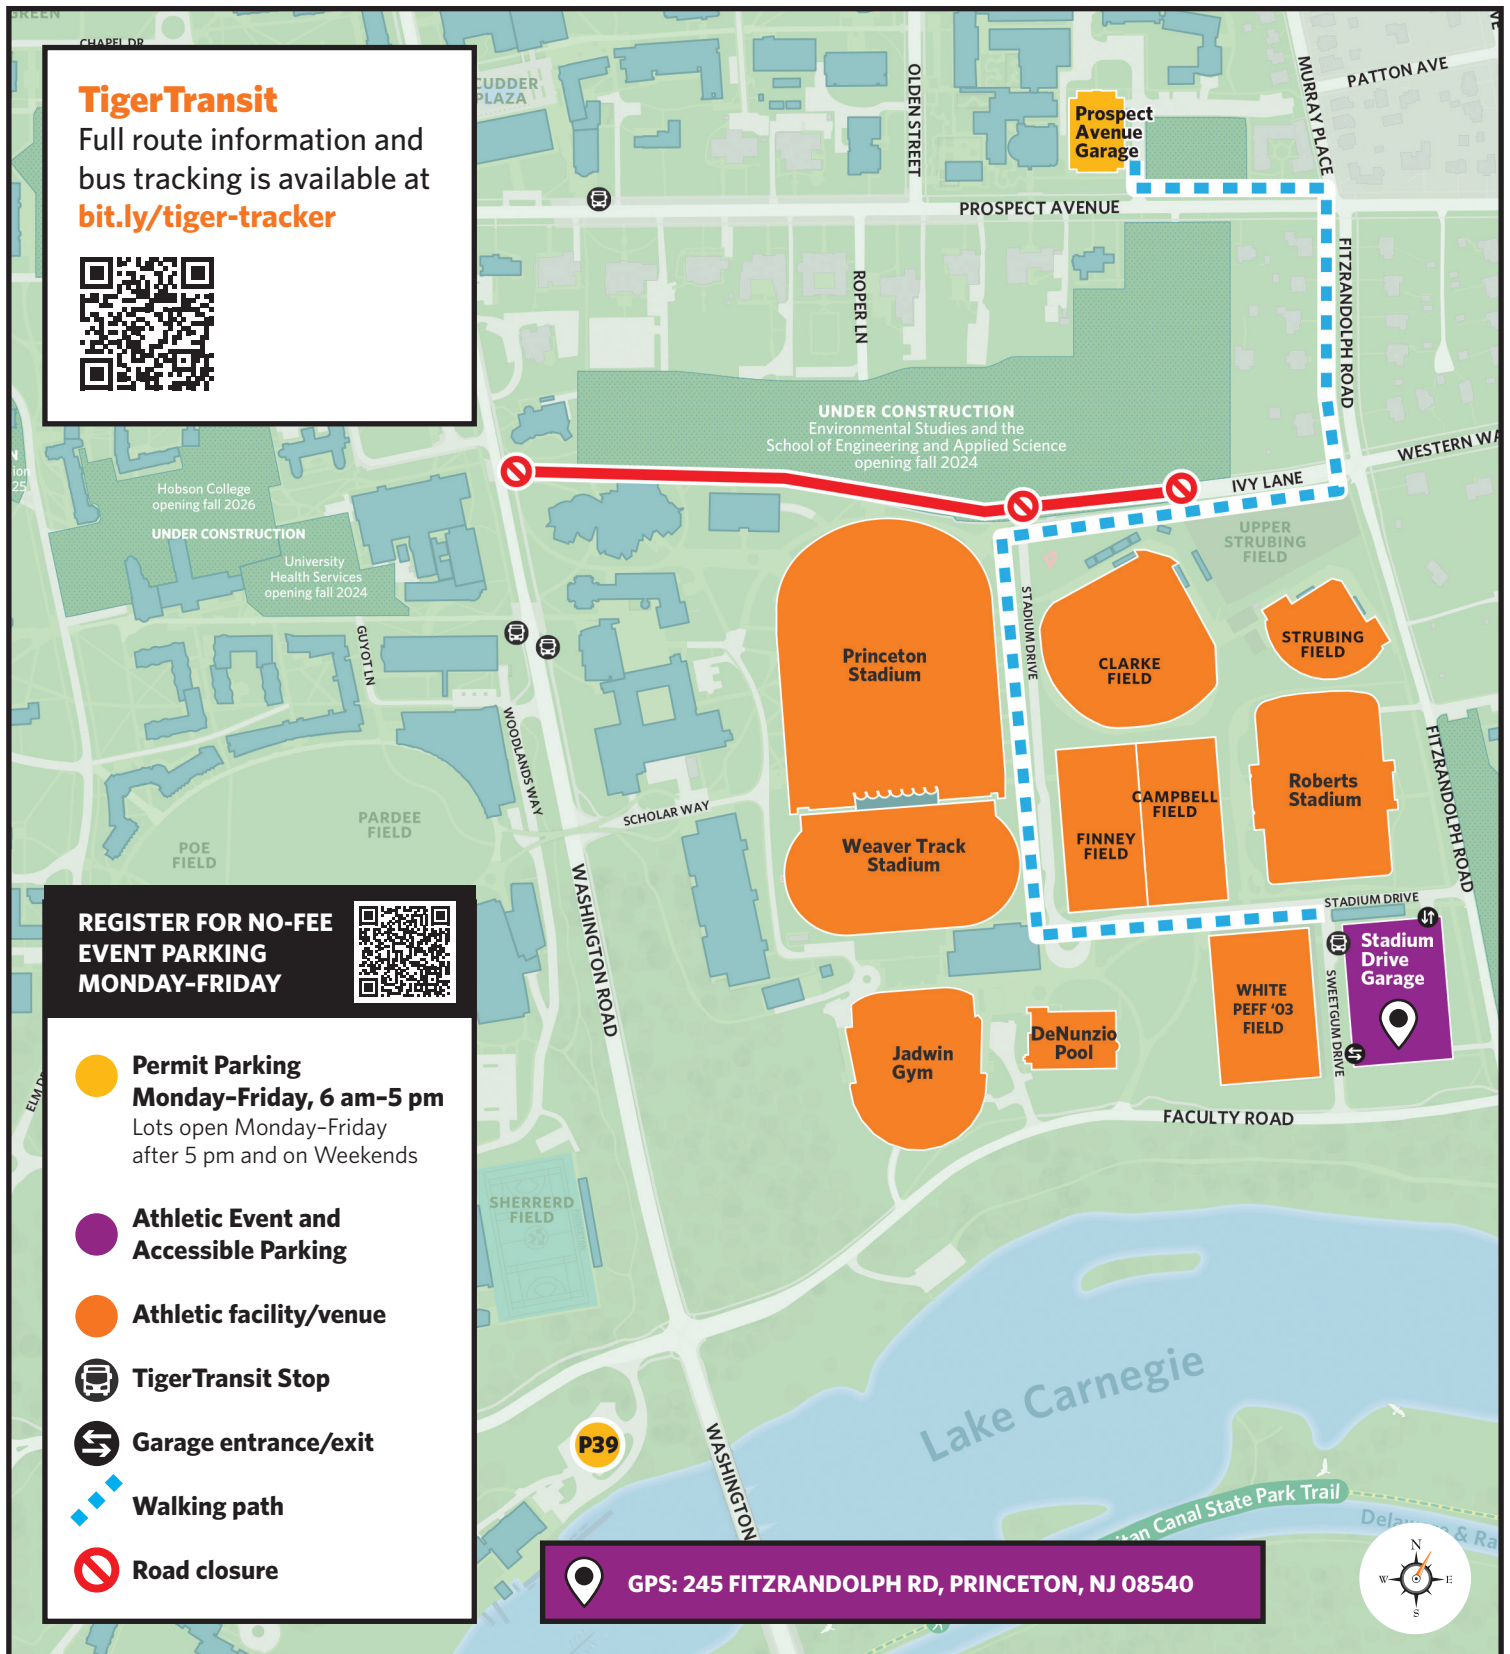 GREEN
CHAPEL DR
TigerTransit
Full route information and
bus tracking is available at
bit.ly/tiger-tracker
CUDDER
PLAZA
OLDEN STREET
Prospect
Avenue
Garage
MURRAY PLACE
PATTON AVE
PROSPECT AVENUE
ROPER LN
FITZRANDOLPH ROAD
UNDER CONSTRUCTION
Environmental Studies and the
School of Engineering and Applied Science
opening fall 2024
WESTERN WA
IVY LANE
Hobson College
opening fall 2026
UNDER CONSTRUCTION
University
Health Services
opening fall 2024
UPPER
STRUBING
FIELD
STADIUM DRIVE
GUYOT LN
Princeton
Stadium
CLARKE
FIELD
STRUBING
FIELD
WOODLANDS WAY
FITZRANDOLPH ROAD
Roberts
Stadium
CAMPBELL
FIELD
FINNEY
FIELD
SCHOLAR WAY
PARDEE
FIELD
POE
FIELD
Weaver Track
Stadium
WASHINGTON ROAD
STADIUM DRIVE
Stadium
Drive
Garage
SWEETGUM DRIVE
WHITE
PEFF '03
FIELD
DeNunzio
Pool
Jadwin
Gym
FACULTY ROAD
REGISTER FOR NO-FEE
EVENT PARKING
MONDAY–FRIDAY
ELM DR
Permit Parking
Monday–Friday, 6 am–5 pm
Lots open Monday–Friday
after 5 pm and on Weekends
Athletic Event and
Accessible Parking
Athletic facility/venue
TigerTransit Stop
Garage entrance/exit
Walking path
Road closure
SHERRERD
FIELD
Lake Carnegie
P39
WASHINGTON
itan Canal State Park Trail
& Ra
GPS: 245 FITZRANDOLPH RD, PRINCETON, NJ 08540
N
W
E
S